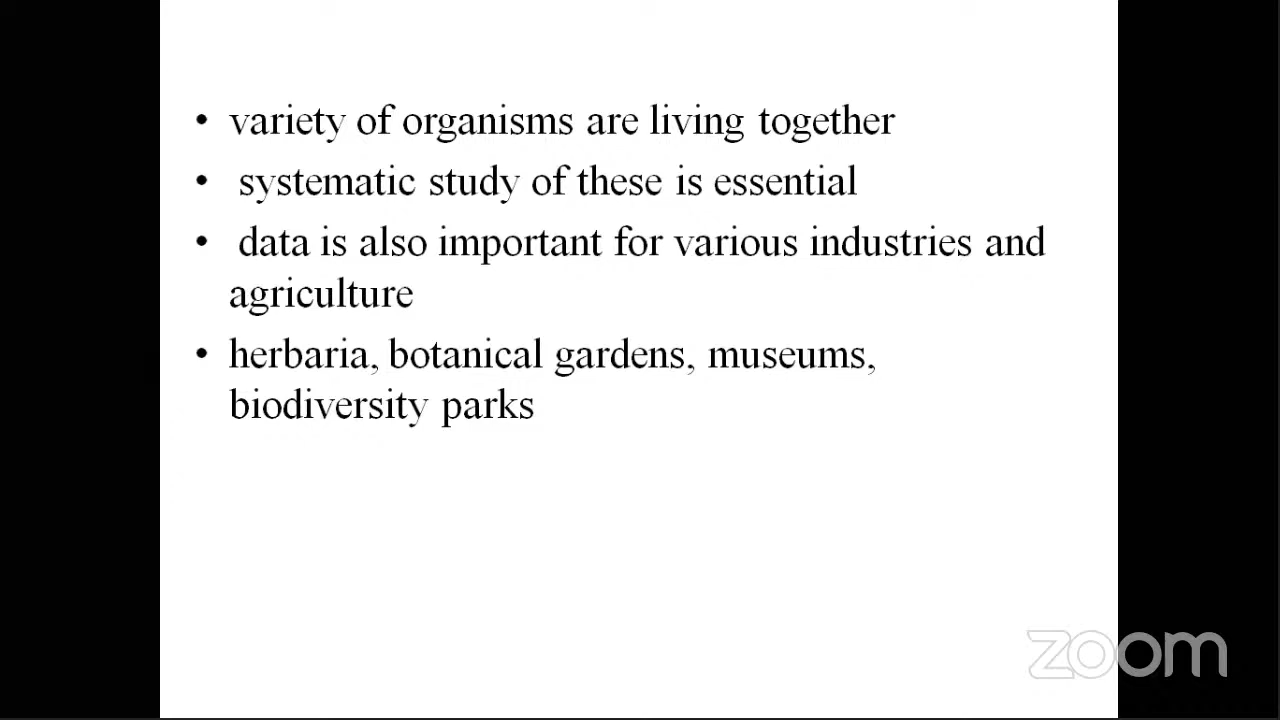 • variety of organisms are living together
• systematic study of these is essential
• data is also important for various industries and
agriculture
• herbaria, botanical gardens, museums,
biodiversity parks
zoom